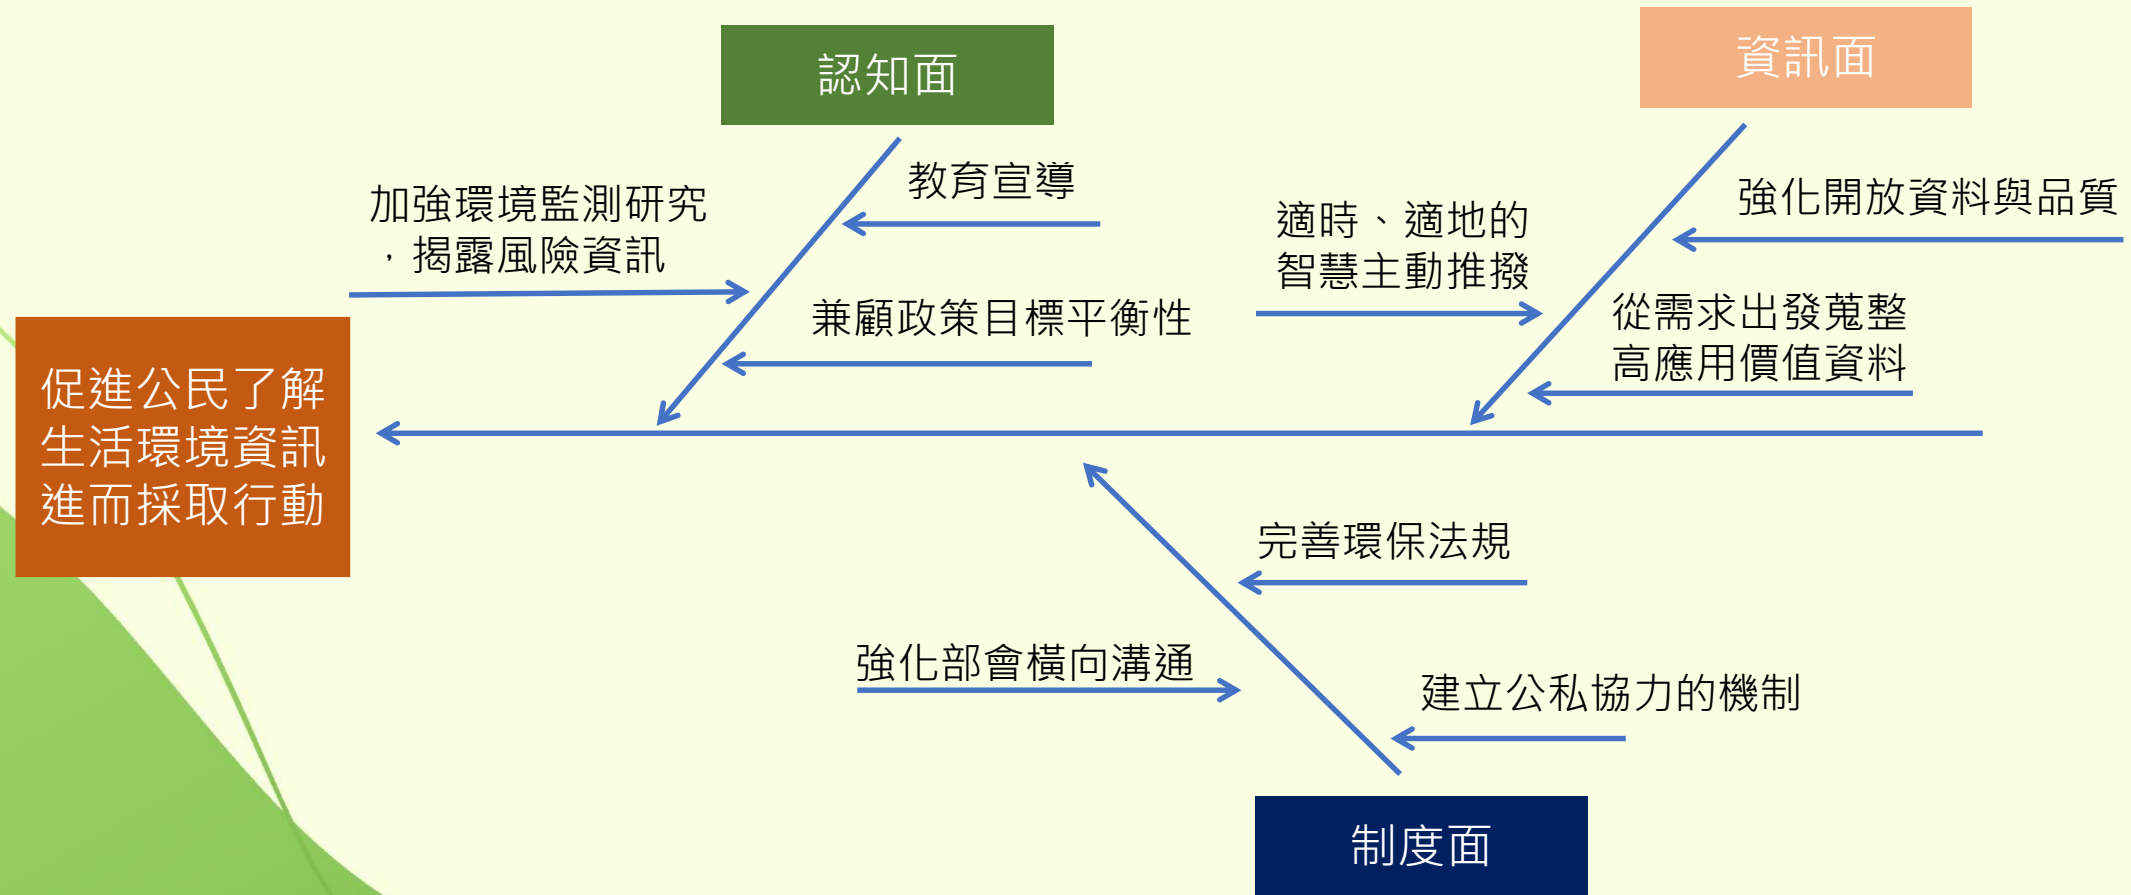 認知面
資訊面
教育宣導
加強環境監測研究
，揭露風險資訊
兼顧政策目標平衡性
適時、適地的
智慧主動推撥
強化開放資料與品質
從需求出發蒐整
高應用價值資料
促進公民了解
生活環境資訊
進而採取行動
完善環保法規
強化部會橫向溝通
建立公私協力的機制
制度面